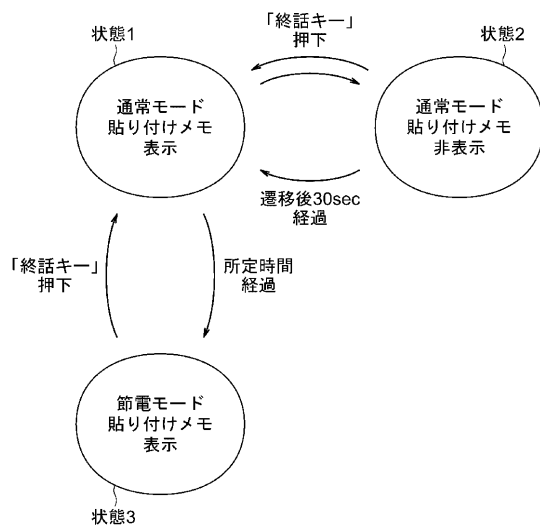 状態1
「終話キー」
押下
状態2
通常モード
貼り付けメモ
表示
通常モード
貼り付けメモ
非表示
遷移後30sec
経過
「終話キー」
押下
所定時間
経過
節電モード
貼り付けメモ
表示
状態3